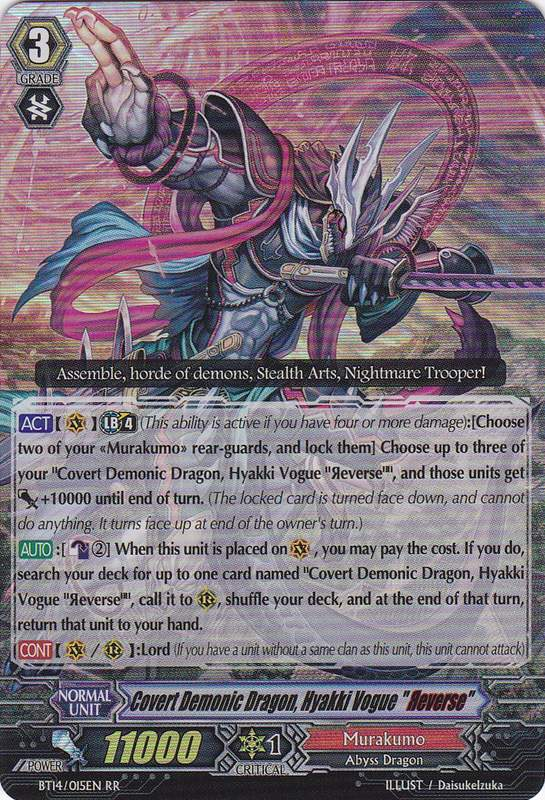 3
GRADE
Assemble, horde of demons, Stealth Arts, Nightmare Trooper!
ACT【 】LB4 (This ability is active if you have four or more damage):[Choose
two of your «Murakumo» rear-guards, and lock them] Choose up to three of
your "Covert Demonic Dragon, Hyakki Vogue "Яeverse"", and those units get
+10000 until end of turn. (The locked card is turned face down, and cannot
do anything. It turns face up at end of the owner's turn.)
AUTO:[ ②] When this unit is placed on , you may pay the cost. If you do,
search your deck for up to one card named "Covert Demonic Dragon, Hyakki
Vogue "Яeverse"", call it to , shuffle your deck, and at the end of that turn,
return that unit to your hand.
CONT【 / 】:Lord (If you have a unit without a same clan as this unit, this unit cannot attack)
NORMAL
UNIT
Covert Demonic Dragon, Hyakki Vogue "Яeverse"
POWER
11000
1
CRITICAL
Murakumo
Abyss Dragon
BT14/015EN RR
ILLUST / DaisukeIzuka